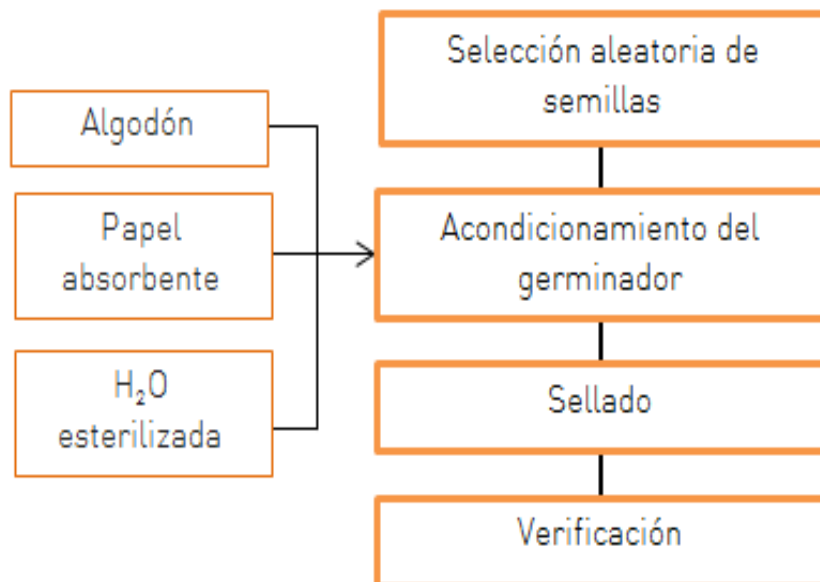 Selección aleatoria de
semillas
Algodón
Papel
absorbente
H₂O
esterilizada
Acondicionamiento del
germinador
Sellado
Verificación